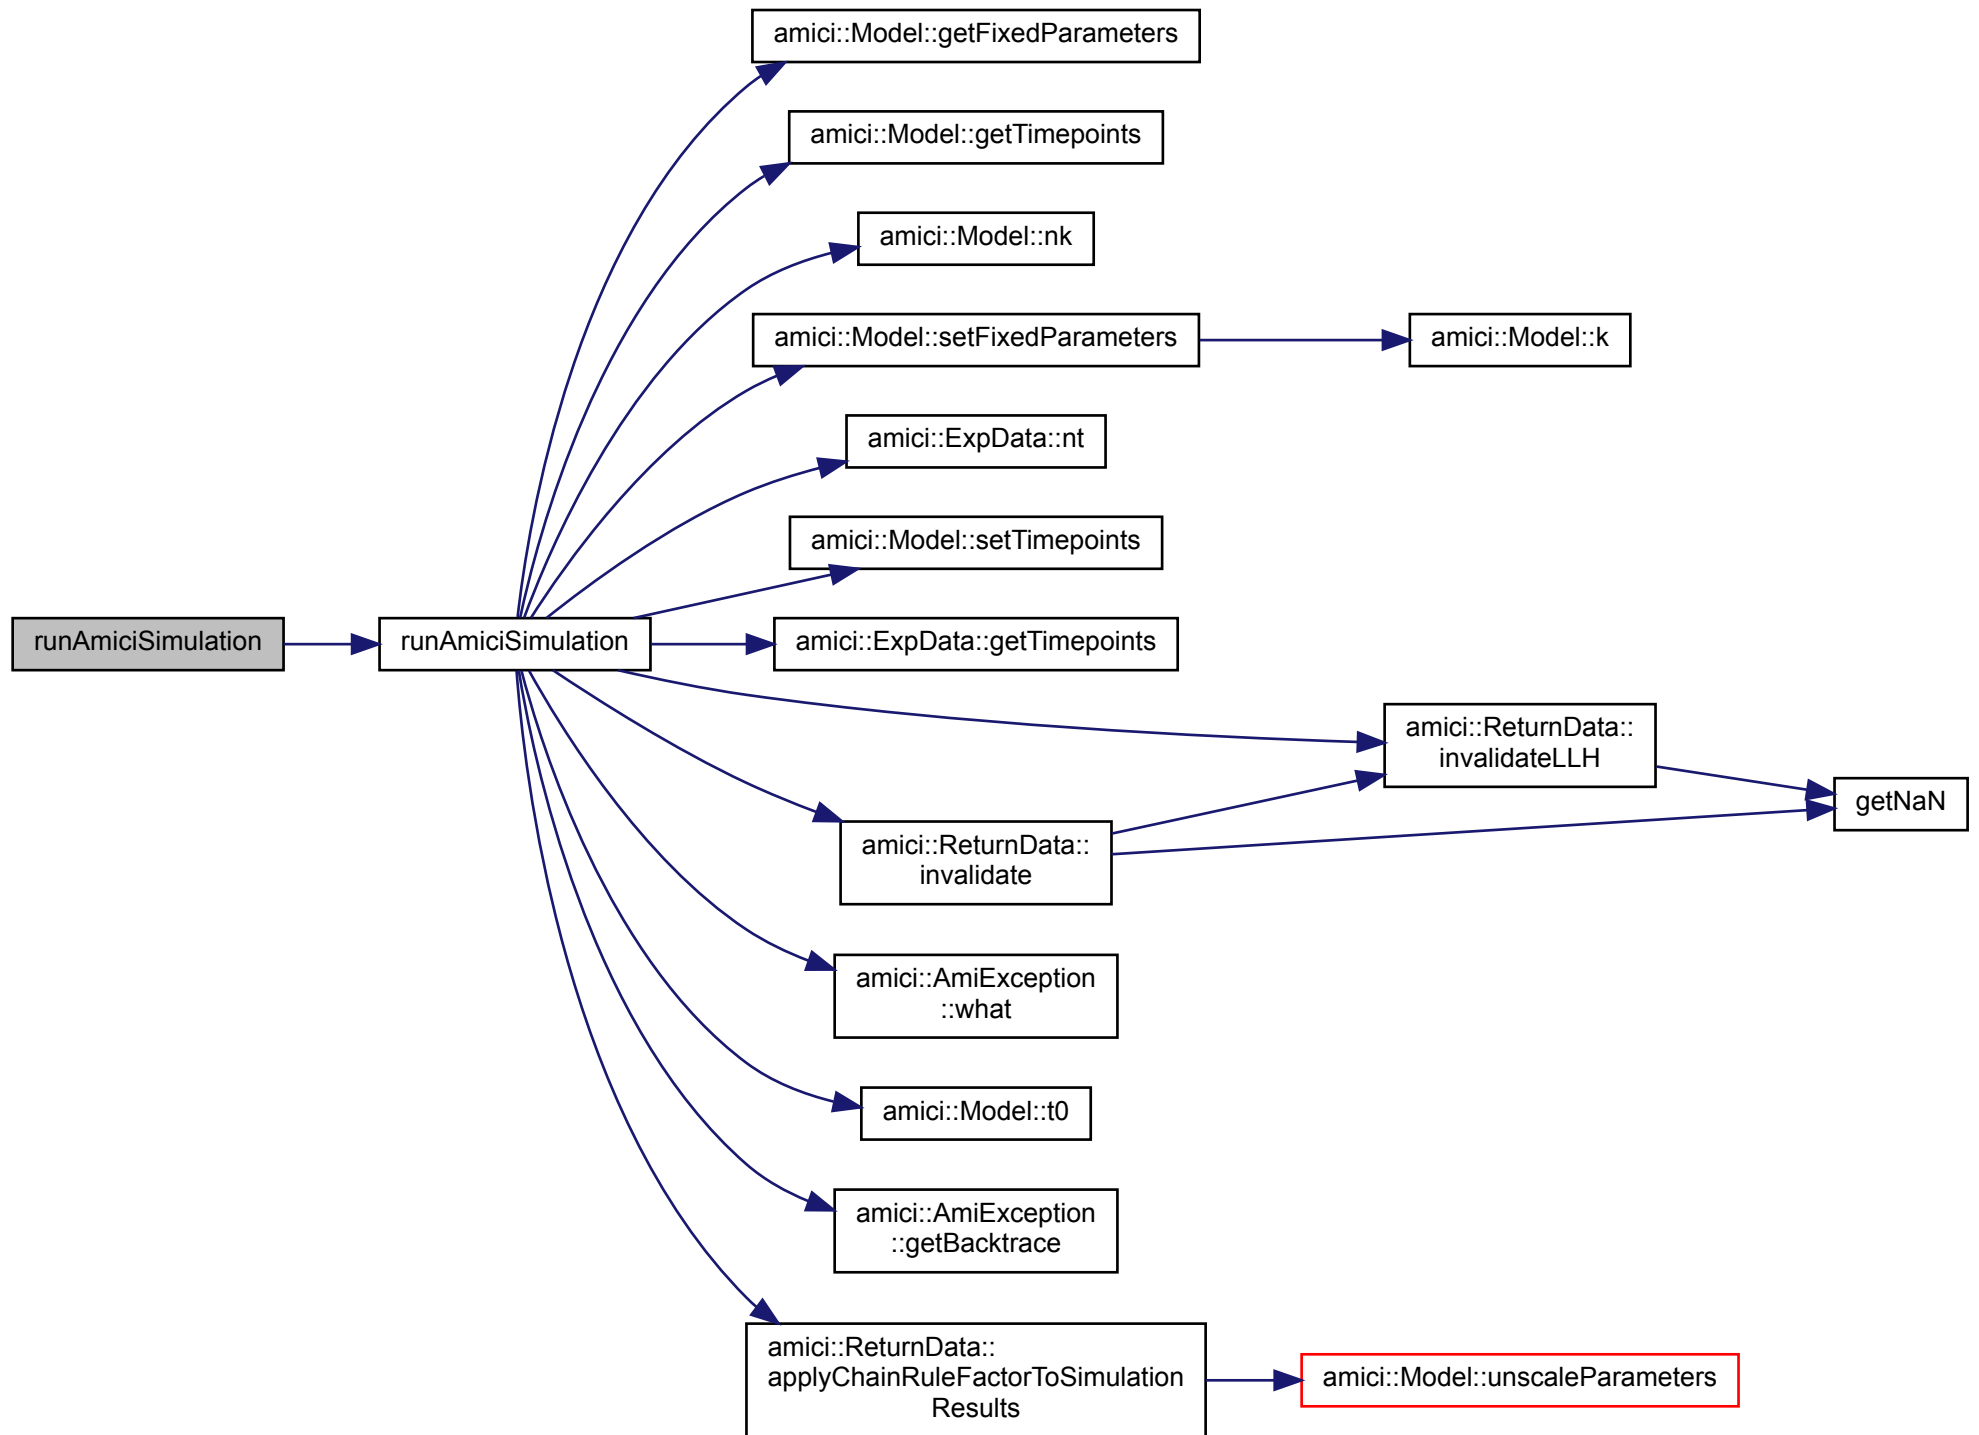 amici::Model::getFixedParameters
amici::Model::getTimepoints
amici::Model::nk
amici::Model::setFixedParameters
amici::Model::k
amici::ExpData::nt
amici::Model::setTimepoints
runAmiciSimulation
runAmiciSimulation
amici::ExpData::getTimepoints
amici::ReturnData::
invalidateLLH
getNaN
amici::ReturnData::
invalidate
amici::AmiException
::what
amici::Model::t0
amici::AmiException
::getBacktrace
amici::ReturnData::
applyChainRuleFactorToSimulation
Results
amici::Model::unscaleParameters